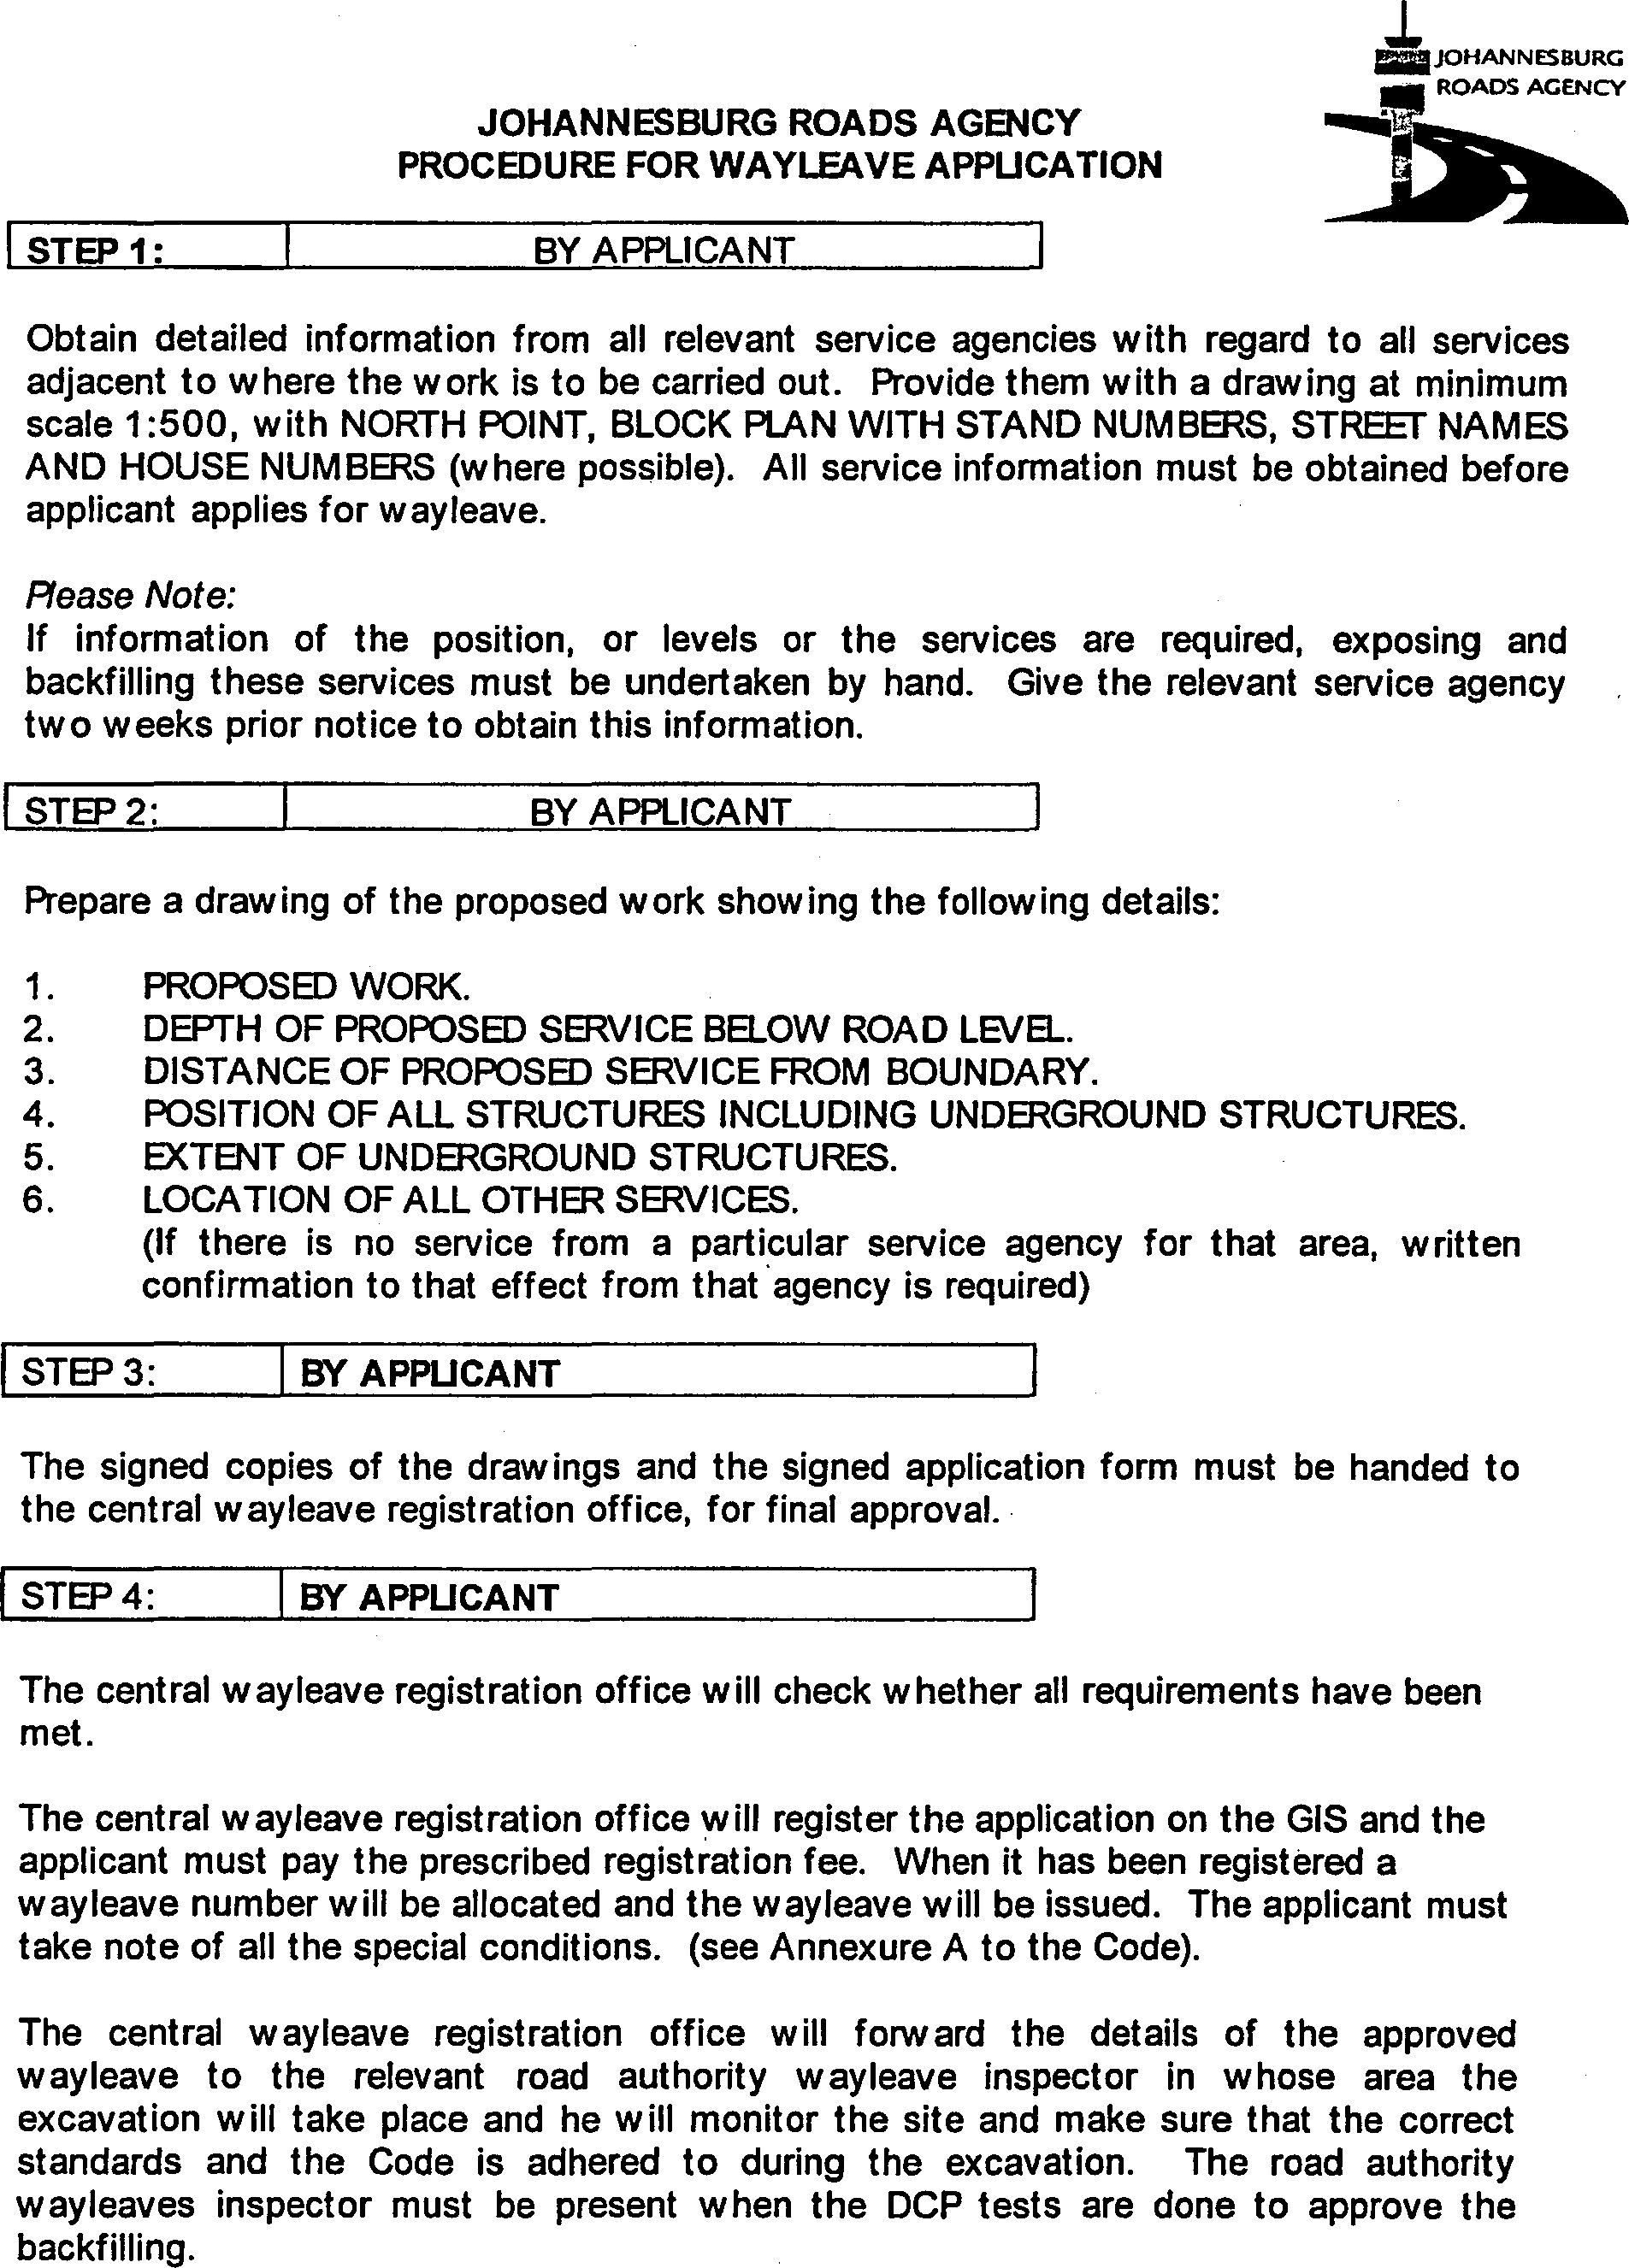 JOHANNESBURG
ROADS AGENCY
JOHANNESBURG ROADS AGENCY
PROCEDURE FOR WAYLEAVE APPLICATION
STEP 1: BY APPLICANT
Obtain detailed information from all relevant service agencies with regard to all services
adjacent to where the work is to be carried out. Provide them with a drawing at minimum
scale 1:500, with NORTH POINT, BLOCK PLAN WITH STAND NUMBERS, STREET NAMES
AND HOUSE NUMBERS (where possible). All service information must be obtained before
applicant applies for wayleave.
Please Note:
If information of the position, or levels or the services are required, exposing and
backfilling these services must be undertaken by hand. Give the relevant service agency
two weeks prior notice to obtain this information.
STEP 2: BY APPLICANT
Prepare a drawing of the proposed work showing the following details:
1. PROPOSED WORK.
2. DEPTH OF PROPOSED SERVICE BELOW ROAD LEVEL.
3. DISTANCE OF PROPOSED SERVICE FROM BOUNDARY.
4. POSITION OF ALL STRUCTURES INCLUDING UNDERGROUND STRUCTURES.
5. EXTENT OF UNDERGROUND STRUCTURES.
6. LOCATION OF ALL OTHER SERVICES.
(If there is no service from a particular service agency for that area, written
confirmation to that effect from that agency is required)
STEP 3: BY APPLICANT
The signed copies of the drawings and the signed application form must be handed to
the central wayleave registration office, for final approval.
STEP 4: BY APPLICANT
The central wayleave registration office will check whether all requirements have been
met.
The central wayleave registration office will register the application on the GIS and the
applicant must pay the prescribed registration fee. When it has been registered a
wayleave number will be allocated and the wayleave will be issued. The applicant must
take note of all the special conditions. (see Annexure A to the Code).
The central wayleave registration office will forward the details of the approved
wayleave to the relevant road authority wayleave inspector in whose area the
excavation will take place and he will monitor the site and make sure that the correct
standards and the Code is adhered to during the excavation. The road authority
wayleaves inspector must be present when the DCP tests are done to approve the
backfilling.